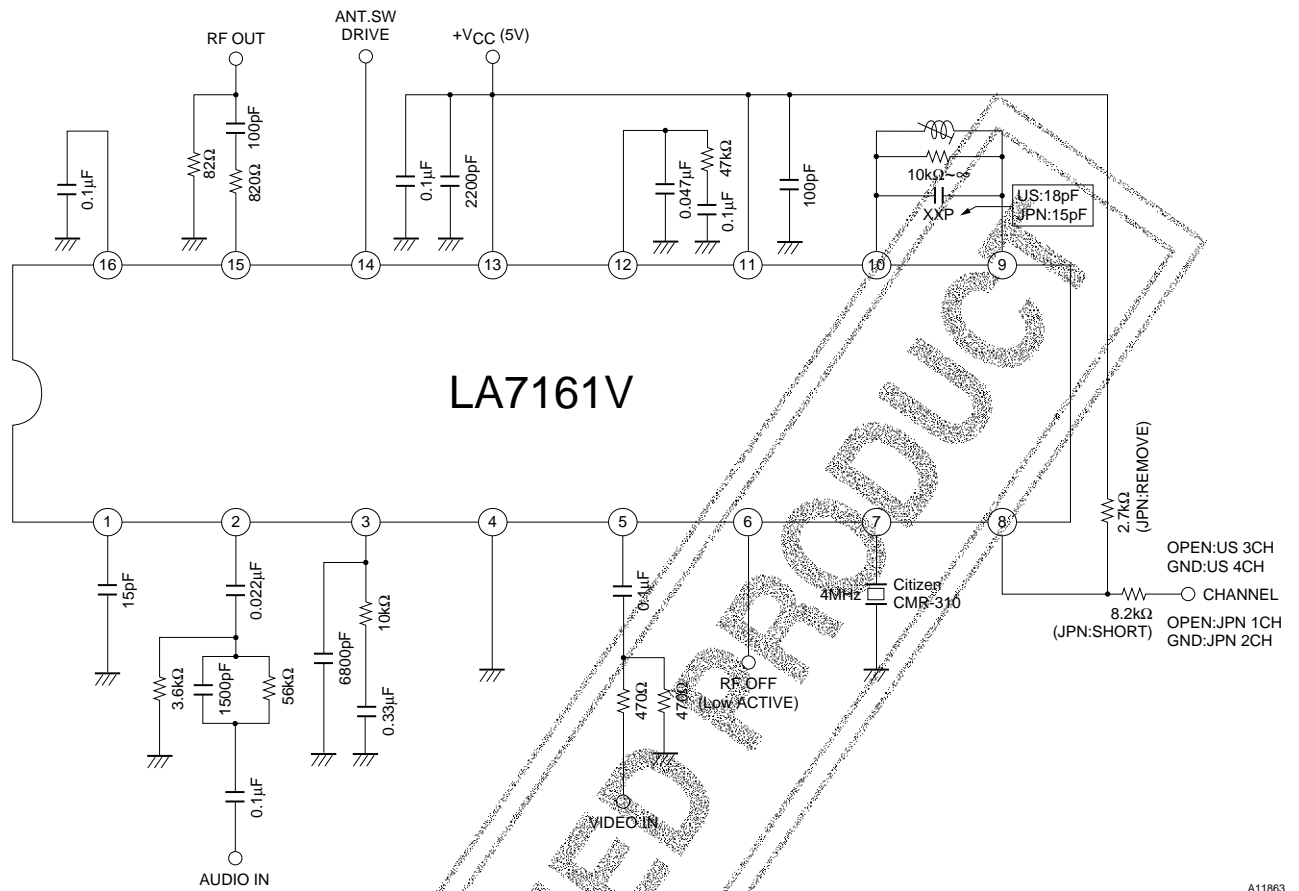 ANT.SW
DRIVE
RF OUT
+VCC (5V)
0.1μF
82Ω
100pF
820Ω
0.1μF
2200pF
0.047μF
47kΩ
0.1μF
100pF
10kΩ~∞
XXP
US:18pF
JPN:15pF
16
15
14
13
12
11
10
9
LA7161V
1
2
3
4
5
6
7
8
2.7kΩ
(JPN:REMOVE)
15pF
0.022μF
3.6kΩ
1500pF
56kΩ
0.1μF
AUDIO IN
6800pF
10kΩ
0.33μF
0.1μF
470Ω
470Ω
VIDEO IN
RF OFF
(Low ACTIVE)
4MHz
Citizen
CMR-310
OPEN:US 3CH
GND:US 4CH
CHANNEL
8.2kΩ
(JPN:SHORT)
OPEN:JPN 1CH
GND:JPN 2CH
PRODUCT
A11863